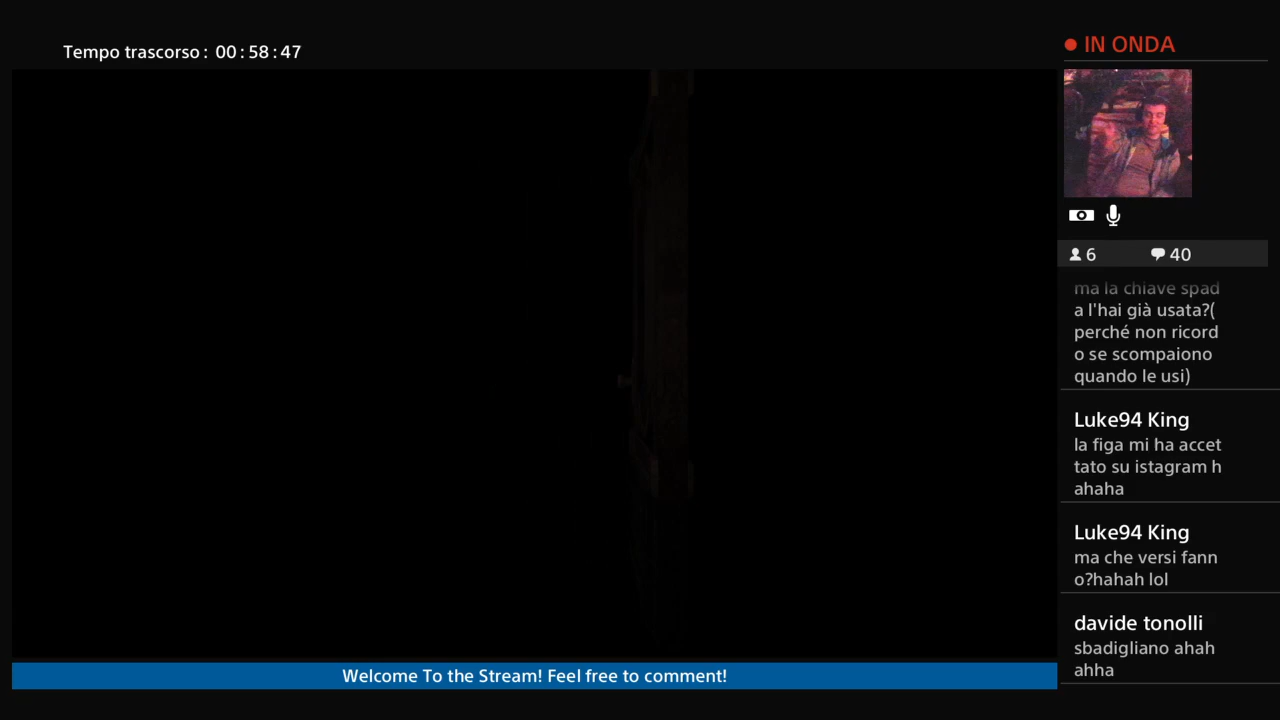 Tempo trascorso : 00 : 58 : 47
IN ONDA
6
40
ma la chiave spad
a l'hai già usata?(
perché non ricord
o se scompaiono
quando le usi)
Luke94 King
la figa mi ha accet
tato su istagram h
ahaha
Luke94 King
ma che versi fann
o?hahah lol
davide tonolli
sbadigliano ahah
ahha
Welcome To the Stream! Feel free to comment!